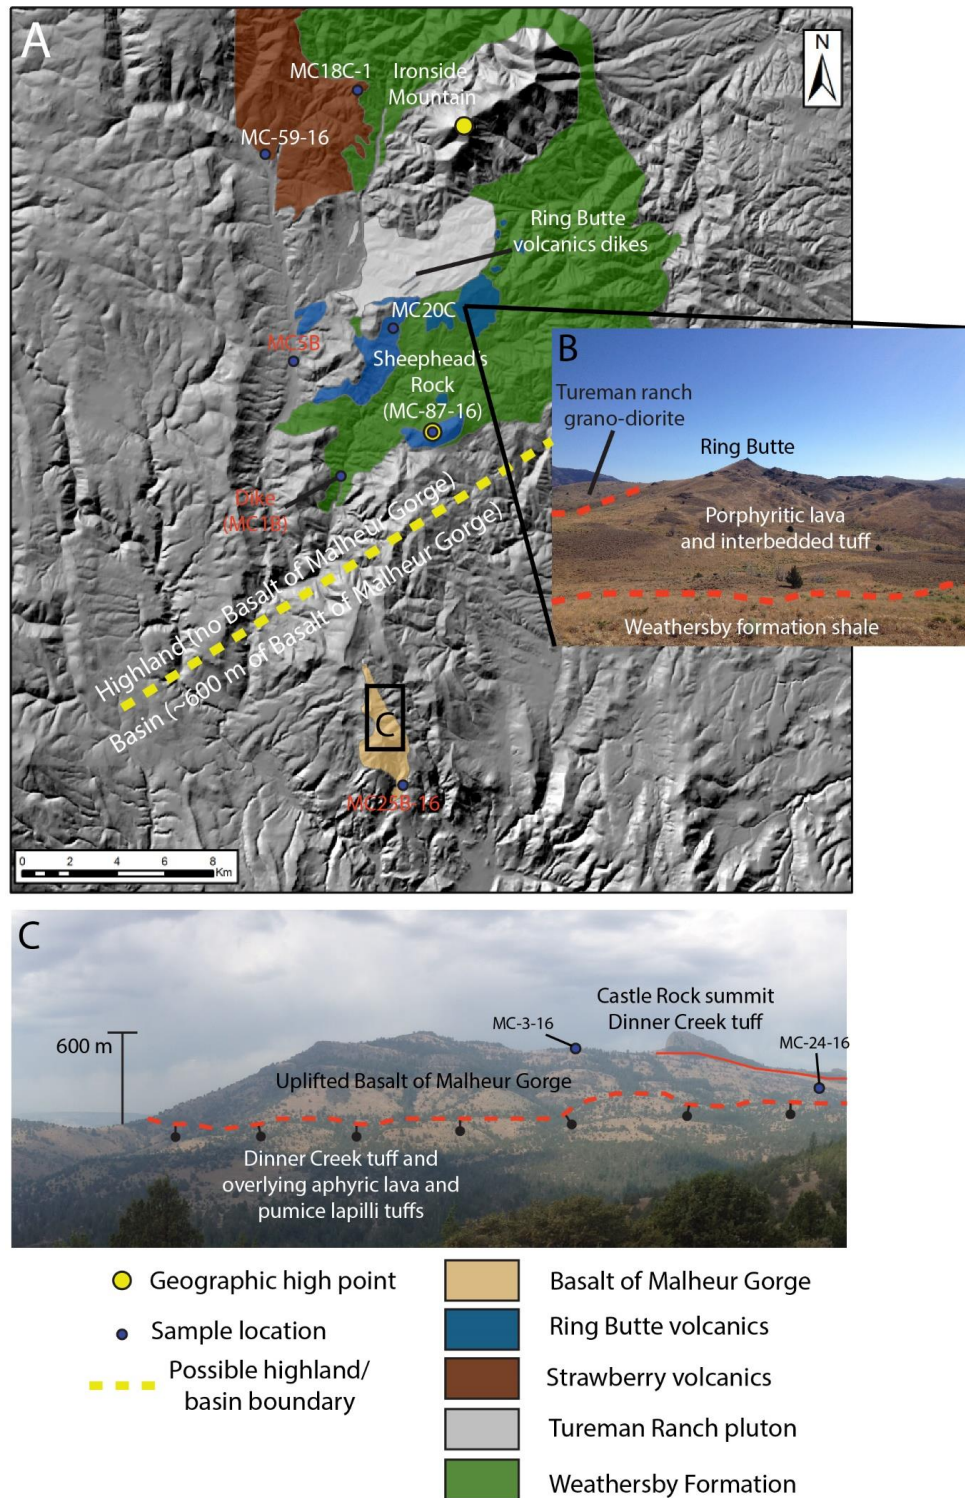 A
N
MC18C-1
Ironside
Mountain
MC-59-16
Ring Butte
volcanics dikes
MC20C
MC5B
Sheephead's
Rock
(MC-87-16)
Dike
(MC1B)
Highland (no Basalt of Malheur Gorge)
Basin (~600 m of Basalt of Malheur Gorge)
C
MC25B-16
0 2 4 6 8
Km
B
Tureman ranch
grano-diorite
Ring Butte
Porphyritic lava
and interbedded tuff
Weathersby formation shale
C
600 m
MC-3-16
Castle Rock summit
Dinner Creek tuff
MC-24-16
Uplifted Basalt of Malheur Gorge
Dinner Creek tuff and
overlying aphyric lava and
pumice lapilli tuffs
Geographic high point
Sample location
Possible highland/
basin boundary
Basalt of Malheur Gorge
Ring Butte volcanics
Strawberry volcanics
Tureman Ranch pluton
Weathersby Formation